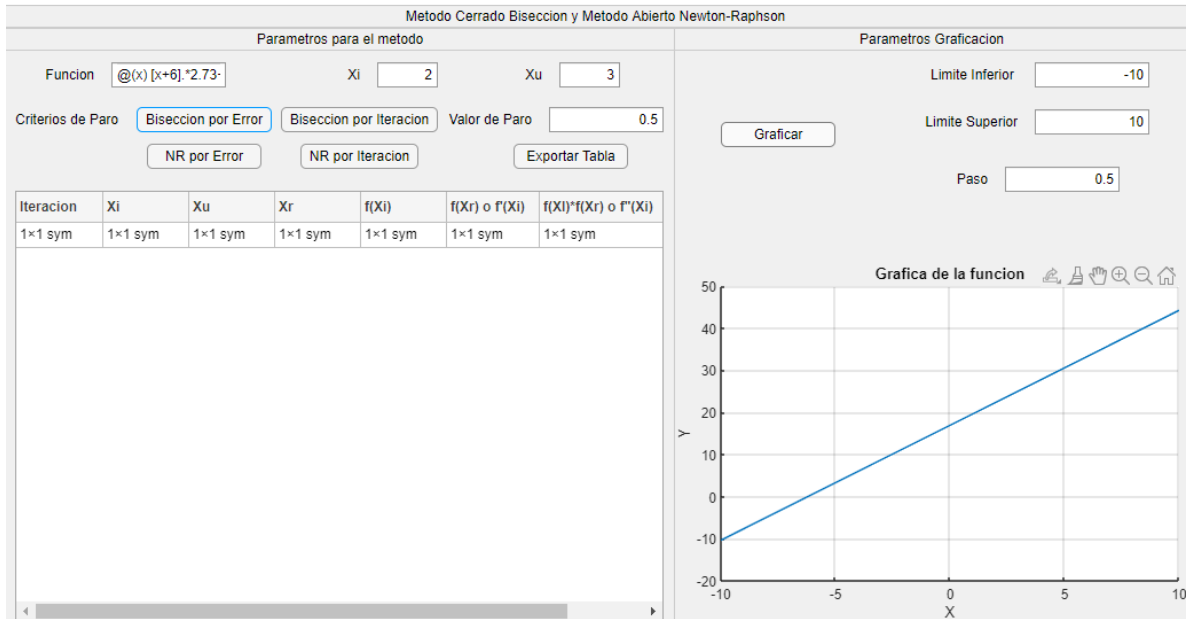 Metodo Cerrado Biseccion y Metodo Abierto Newton-Raphson
Parametros para el metodo
Funcion @(x) [x+6].*2.73- Xi 2 Xu 3
Criterios de Paro Biseccion por Error Biseccion por Iteracion Valor de Paro 0.5
NR por Error NR por Iteracion Exportar Tabla
Iteracion Xi Xu Xr f(Xi) f(Xr) o f'(Xi) f(XI)*f(Xr) o f''(Xi)
1×1 sym 1×1 sym 1×1 sym 1×1 sym 1×1 sym 1×1 sym 1×1 sym
Parametros Graficacion
Limite Inferior -10
Graficar Limite Superior 10
Paso 0.5
Grafica de la funcion
50
40
30
20
Y
10
0
-10
-20
-10 -5 0 5 10
X